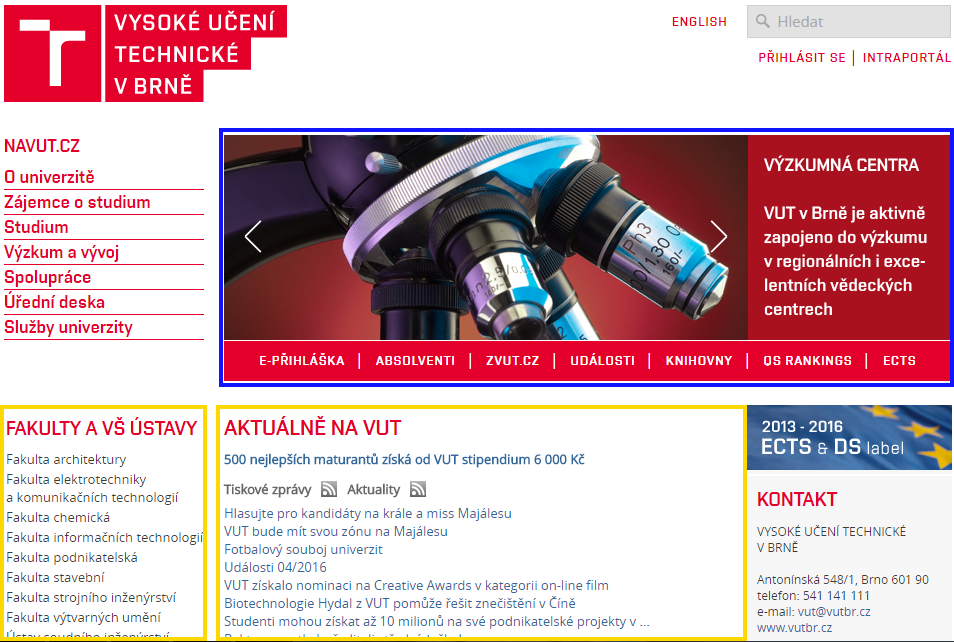 VYSOKÉ UČENÍ
TECHNICKÉ
V BRNĚ
ENGLISH
Hledat
PŘIHLÁSIT SE | INTRAPORTÁL
NAVUT.CZ
O univerzitě
Zájemce o studium
Studium
Výzkum a vývoj
Spolupráce
Úřední deska
Služby univerzity
Ph3
VÝZKUMNÁ CENTRA
VUT v Brně je aktivně
zapojeno do výzkumu
v regionálních i exce-
lentních vědeckých
centrech
E-PŘIHLÁŠKA | ABSOLVENTI | ZVUT.CZ | UDÁLOSTI | KNIHOVNY | QS RANKINGS | ECTS
FAKULTY A VŠ ÚSTAVY
Fakulta architektury
Fakulta elektrotechniky
a komunikačních technologií
Fakulta chemická
Fakulta informačních technologií
Fakulta podnikatelská
Fakulta stavební
Fakulta strojního inženýrství
Fakulta výtvarných umění
Ústav soudního inženýrství
AKTUÁLNĚ NA VUT
500 nejlepších maturantů získá od VUT stipendium 6 000 Kč
Tiskové zprávy Aktuality
Hlasujte pro kandidáty na krále a miss Majálesu
VUT bude mít svou zónu na Majálesu
Fotbalový souboj univerzit
Události 04/2016
VUT získalo nominaci na Creative Awards v kategorii on-line film
Biotechnologie Hydal z VUT pomůže řešit znečištění v Číně
Studenti mohou získat až 10 milionů na své podnikatelské projekty v ...
2013 - 2016
ECTS & DS label
KONTAKT
VYSOKÉ UČENÍ TECHNICKÉ
V BRNĚ
Antonínská 548/1, Brno 601 90
telefon: 541 141 111
e-mail: vut@vutbr.cz
www.vutbr.cz